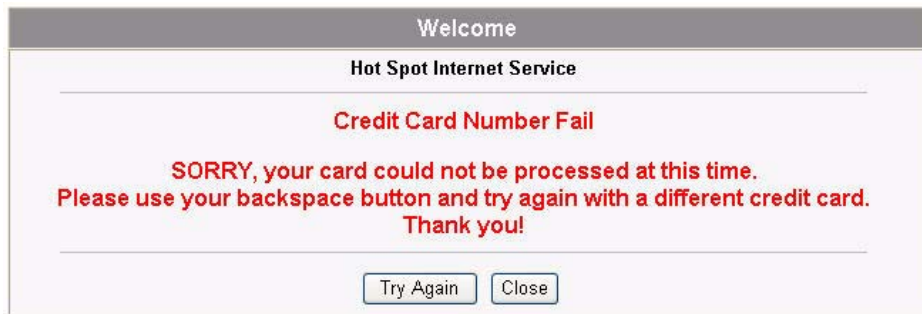 Welcome
Hot Spot Internet Service
Credit Card Number Fail
SORRY, your card could not be processed at this time.
Please use your backspace button and try again with a different credit card.
Thank you!
Try Again Close